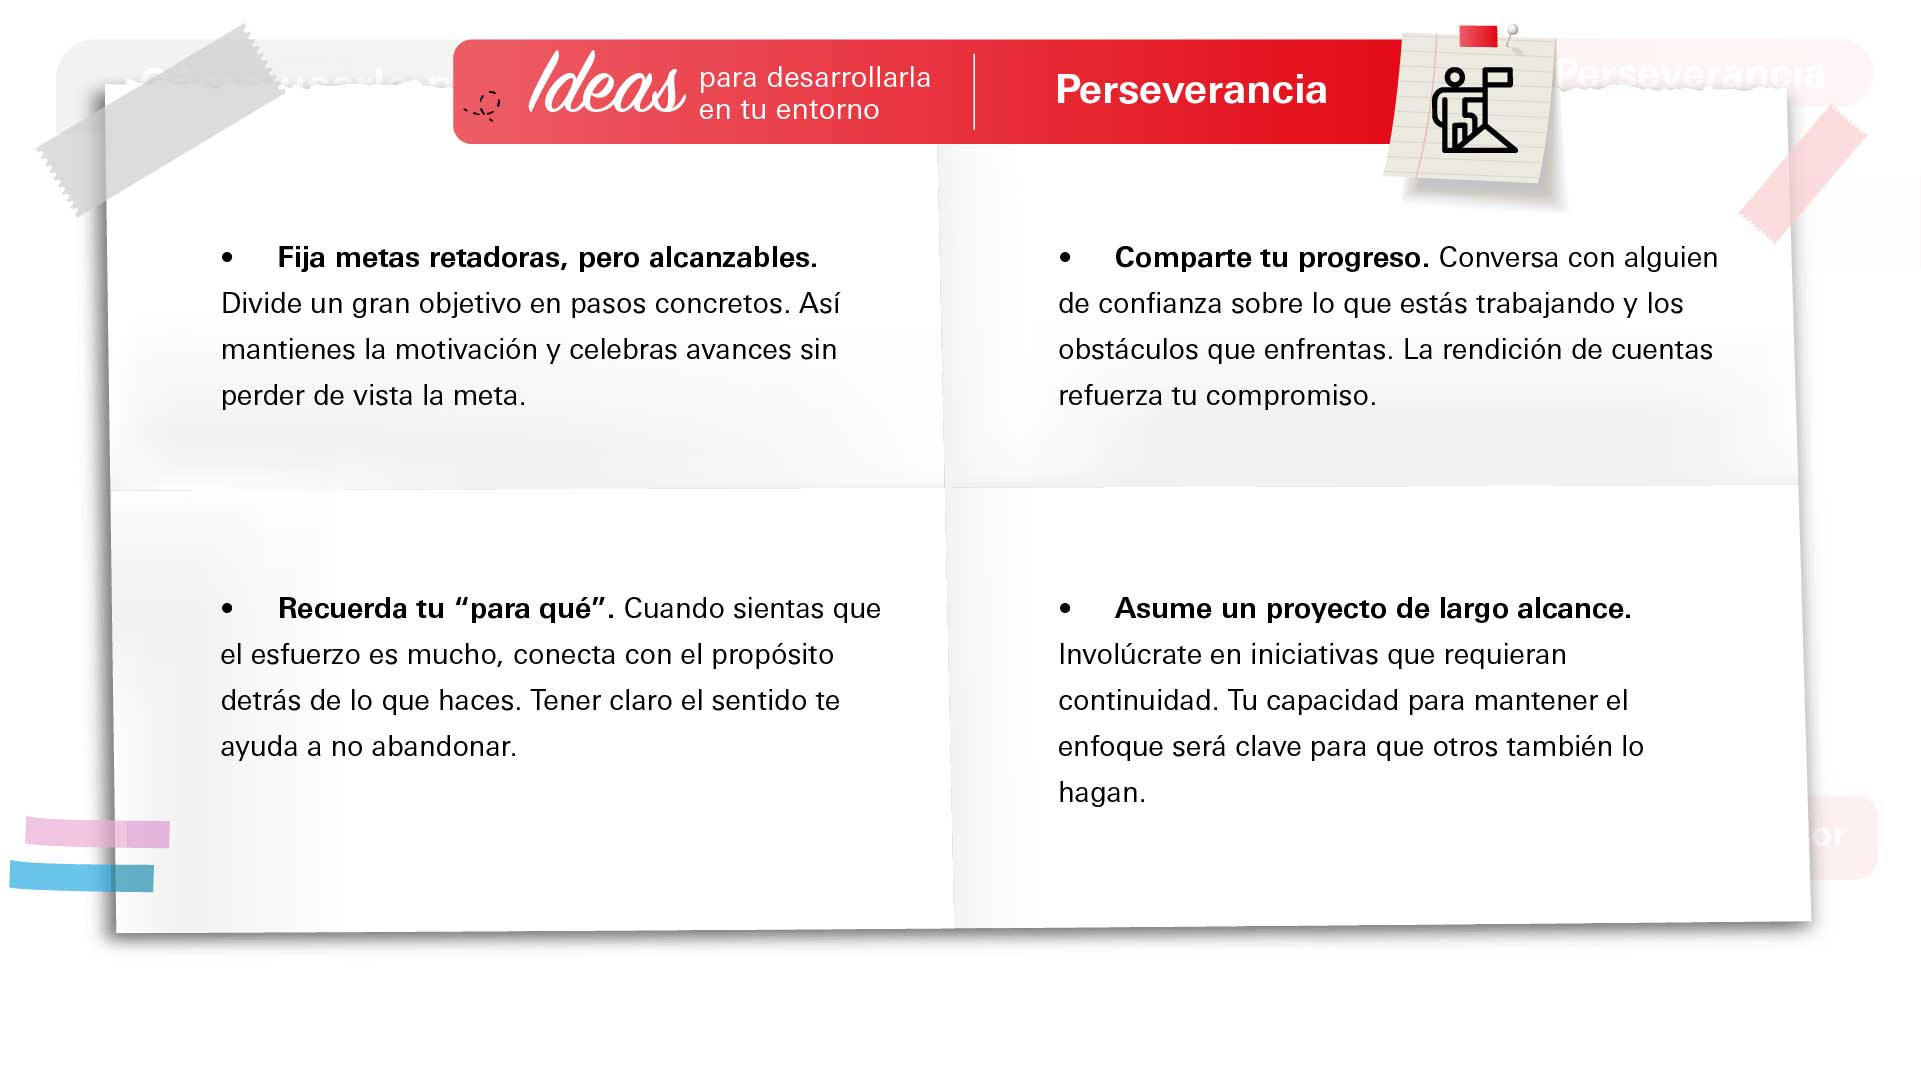 Ideas para desarrollarla
en tu entorno
Perseverancia
Perseverancia
• Fija metas retadoras, pero alcanzables.
Divide un gran objetivo en pasos concretos. Así
mantienes la motivación y celebras avances sin
perder de vista la meta.
• Comparte tu progreso. Conversa con alguien
de confianza sobre lo que estás trabajando y los
obstáculos que enfrentas. La rendición de cuentas
refuerza tu compromiso.
• Recuerda tu “para qué”. Cuando sientas que
el esfuerzo es mucho, conecta con el propósito
detrás de lo que haces. Tener claro el sentido te
ayuda a no abandonar.
• Asume un proyecto de largo alcance.
Involúcrate en iniciativas que requieran
continuidad. Tu capacidad para mantener el
enfoque será clave para que otros también lo
hagan.